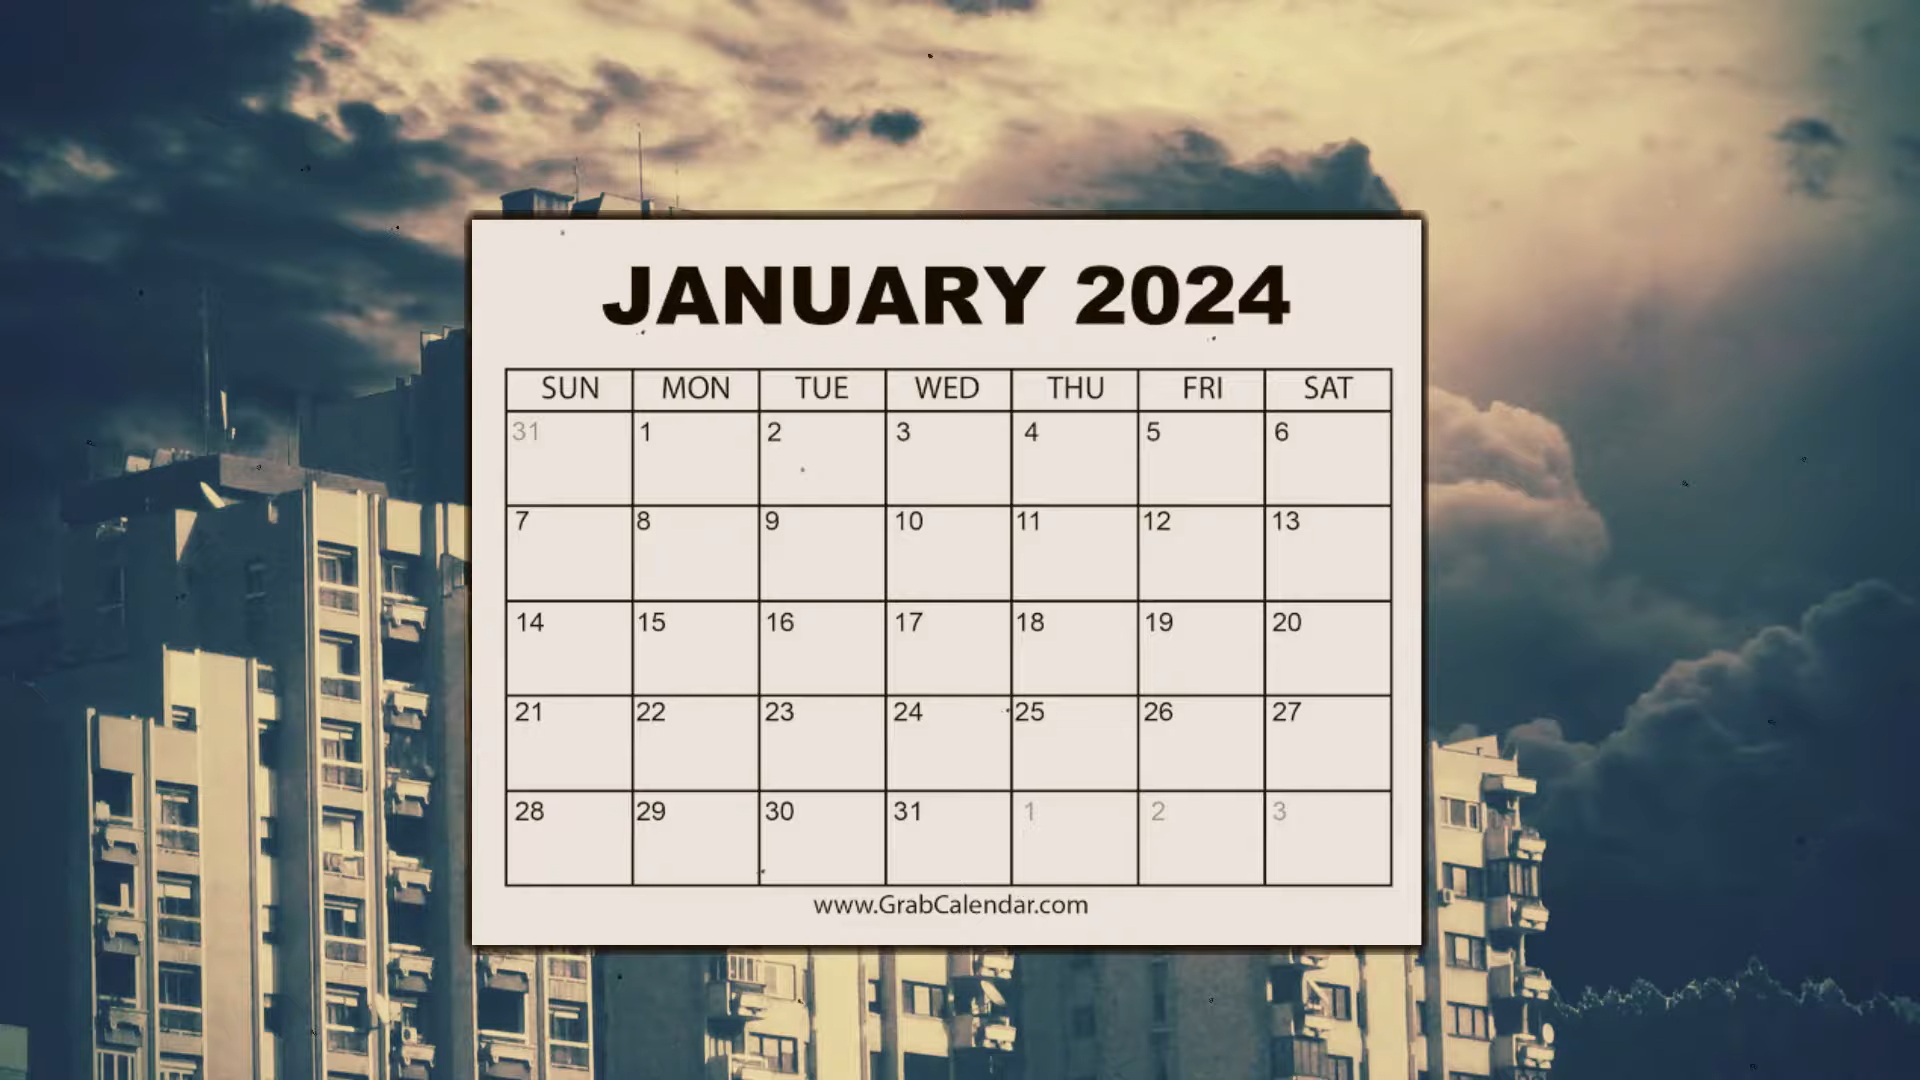 JANUARY 2024
SUN MON TUE WED THU FRI SAT
31 1 2 3 4 5 6
7 8 9 10 11 12 13
14 15 16 17 18 19 20
21 22 23 24 25 26 27
28 29 30 31 1 2 3
www.GrabCalendar.com